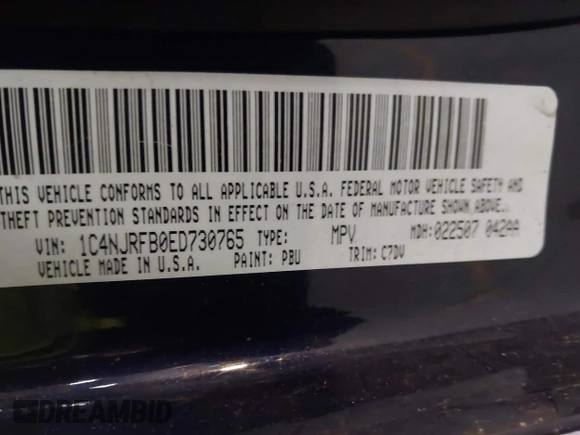 THIS VEHICLE CONFORMS TO ALL APPLICABLE U.S.A. FEDERAL MOTOR VEHICLE SAFETY AND
THEFT PREVENTION STANDARDS IN EFFECT ON THE DATE OF MANUFACTURE SHOWN ABOVE.
VIN: 1C4NJRFB0ED730765 TYPE: MPV MDH:022507 042AA
VEHICLE MADE IN U.S.A. PAINT: PBU TRIM: C7DV
DREAMBID